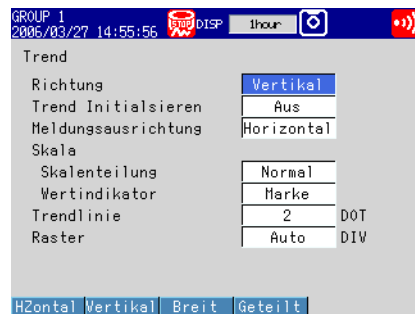 GROUP 1
2006/03/27 14:55:56 STOP DISP 1hour
Trend
Richtung Vertikal
Trend Initialsieren Aus
Meldungsausrichtung Horizontal
Skala
Skalenteilung Normal
Wertindikator Marke
Trendlinie 2 DOT
Raster Auto DIV
HZontal Vertikal Breit Geteilt